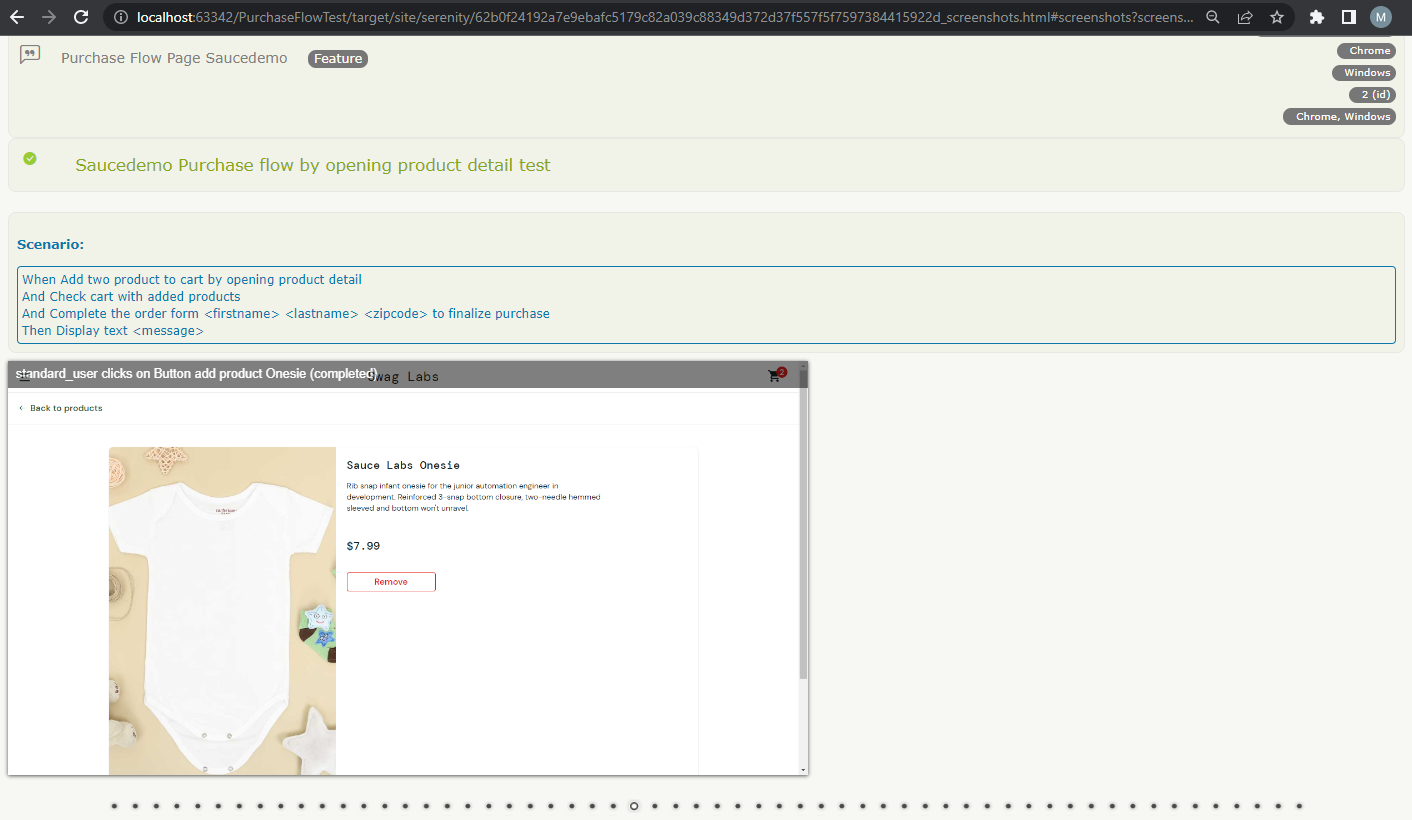 localhost:63342/PurchaseFlowTest/target/site/serenity/62b0f24192a7e9ebafc5179c82a039c88349d372d37f557f5f7597384415922d_screenshots.html#screenshots?screens...
M
Purchase Flow Page Saucedemo Feature
Chrome
Windows
2 (id)
Chrome, Windows
Saucedemo Purchase flow by opening product detail test
Scenario:
When Add two product to cart by opening product detail
And Check cart with added products
And Complete the order form <firstname> <lastname> <zipcode> to finalize purchase
Then Display text <message>
standard_user clicks on Button add product Onesie (completed)
Swag Labs
2
Back to products
Sauce Labs Onesie
Rib snap infant onesie for the junior automation engineer in
development. Reinforced 3-snap bottom closure, two-needle hemmed
sleeved and bottom won't unravel.
$7.99
Remove